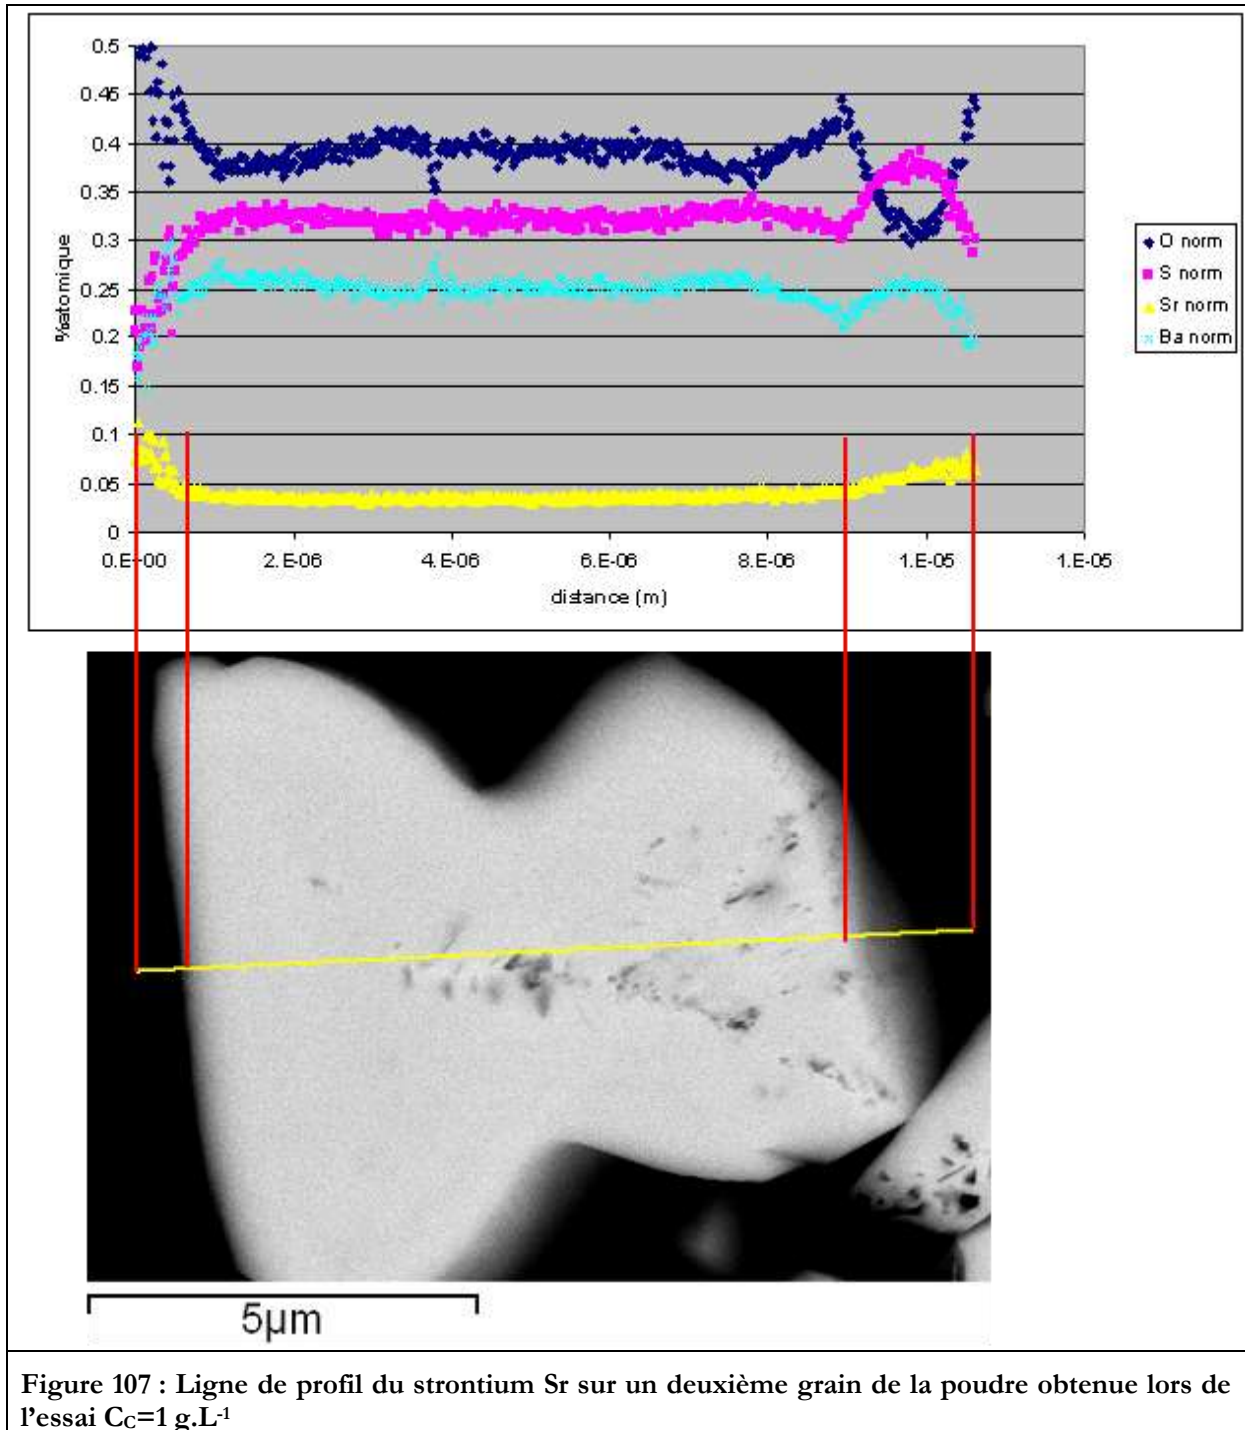 0.5
0.45
0.4
0.35
0.3
0.25
0.2
0.15
0.1
0.05
0
%atomique
0.E+00 2.E-06 4.E-06 6.E-06 8.E-06 1.E-05 1.E-05
distance (m)
O norm
S norm
Sr norm
Ba norm
5µm
Figure 107 : Ligne de profil du strontium Sr sur un deuxième grain de la poudre obtenue lors de
l'essai CC=1 g.L-1